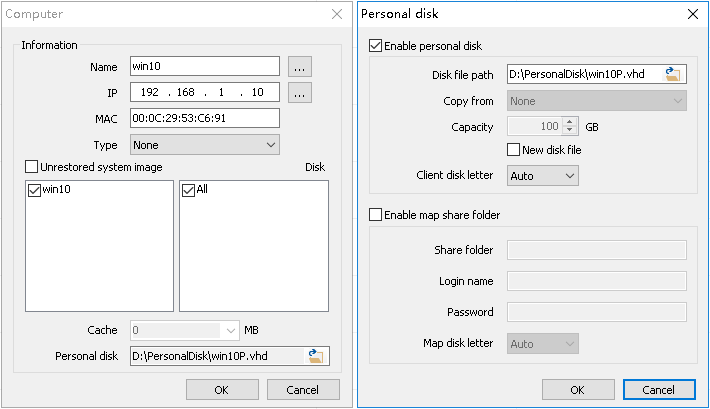 Computer
Information
Name win10 ...
IP 192 . 168 . 1 . 10 ...
MAC 00:0C:29:53:C6:91
Type None
Unrestored system image Disk
win10 All
Cache 0 MB
Personal disk D:\PersonalDisk\win10P.vhd
OK Cancel
Personal disk
Enable personal disk
Disk file path D:\PersonalDisk\win10P.vhd
Copy from None
Capacity 100 GB
New disk file
Client disk letter Auto
Enable map share folder
Share folder
Login name
Password
Map disk letter Auto
OK Cancel